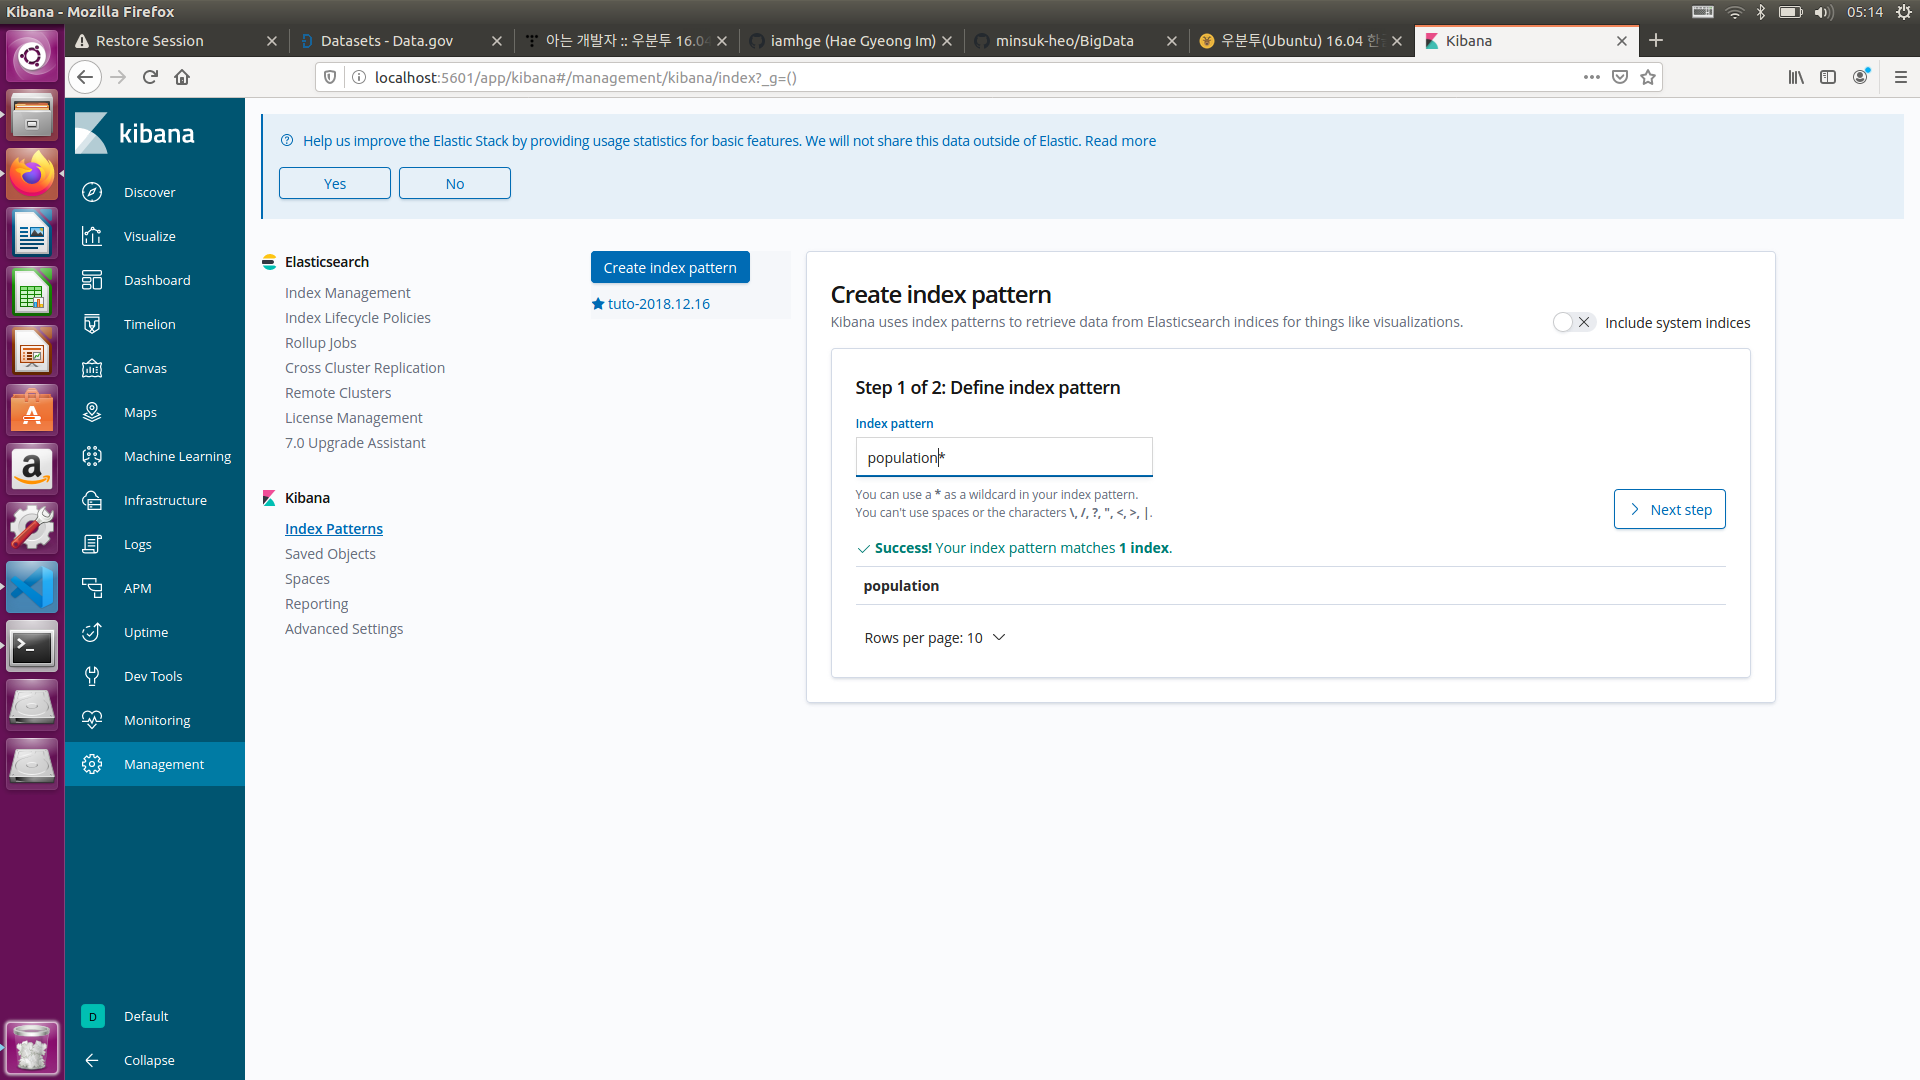 Kibana - Mozilla Firefox
05:14
Restore Session
Datasets - Data.gov
아는 개발자 :: 우분투 16.04
iamhge (Hae Gyeong Im)
minsuk-heo/BigData
우분투(Ubuntu) 16.04 한
Kibana
localhost:5601/app/kibana#/management/kibana/index?_g=()
kibana
Discover
Visualize
Dashboard
Timelion
Canvas
Maps
Machine Learning
Infrastructure
Logs
APM
Uptime
Dev Tools
Monitoring
Management
D Default
Collapse
Help us improve the Elastic Stack by providing usage statistics for basic features. We will not share this data outside of Elastic. Read more
Yes
No
Elasticsearch
Index Management
Index Lifecycle Policies
Rollup Jobs
Cross Cluster Replication
Remote Clusters
License Management
7.0 Upgrade Assistant
Kibana
Index Patterns
Saved Objects
Spaces
Reporting
Advanced Settings
Create index pattern
tuto-2018.12.16
Create index pattern
Kibana uses index patterns to retrieve data from Elasticsearch indices for things like visualizations.
Include system indices
Step 1 of 2: Define index pattern
Index pattern
population*
You can use a * as a wildcard in your index pattern.
You can't use spaces or the characters \, /, ?, ", <, >, |.
Next step
Success! Your index pattern matches 1 index.
population
Rows per page: 10